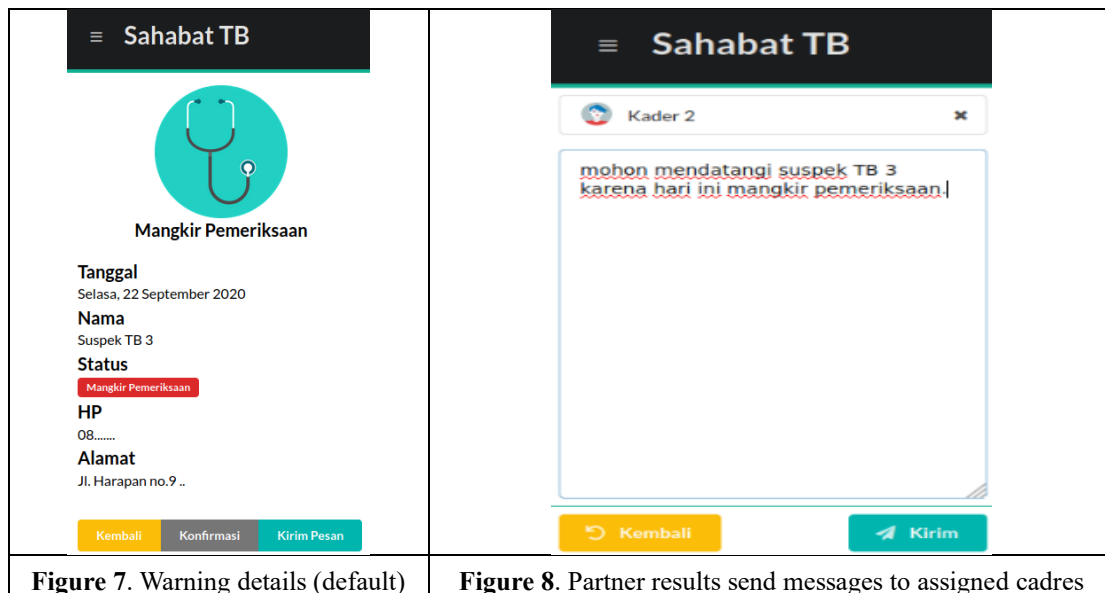 ≡ Sahabat TB
Mangkir Pemeriksaan
Tanggal
Selasa, 22 September 2020
Nama
Suspek TB 3
Status
Mangkir Pemeriksaan
HP
08.......
Alamat
Jl. Harapan no.9 ..
Kembali Konfirmasi Kirim Pesan
Figure 7. Warning details (default)
≡ Sahabat TB
Kader 2 ✖
mohon mendatangi suspek TB 3
karena hari ini mangkir pemeriksaan.
Kembali Kirim
Figure 8. Partner results send messages to assigned cadres